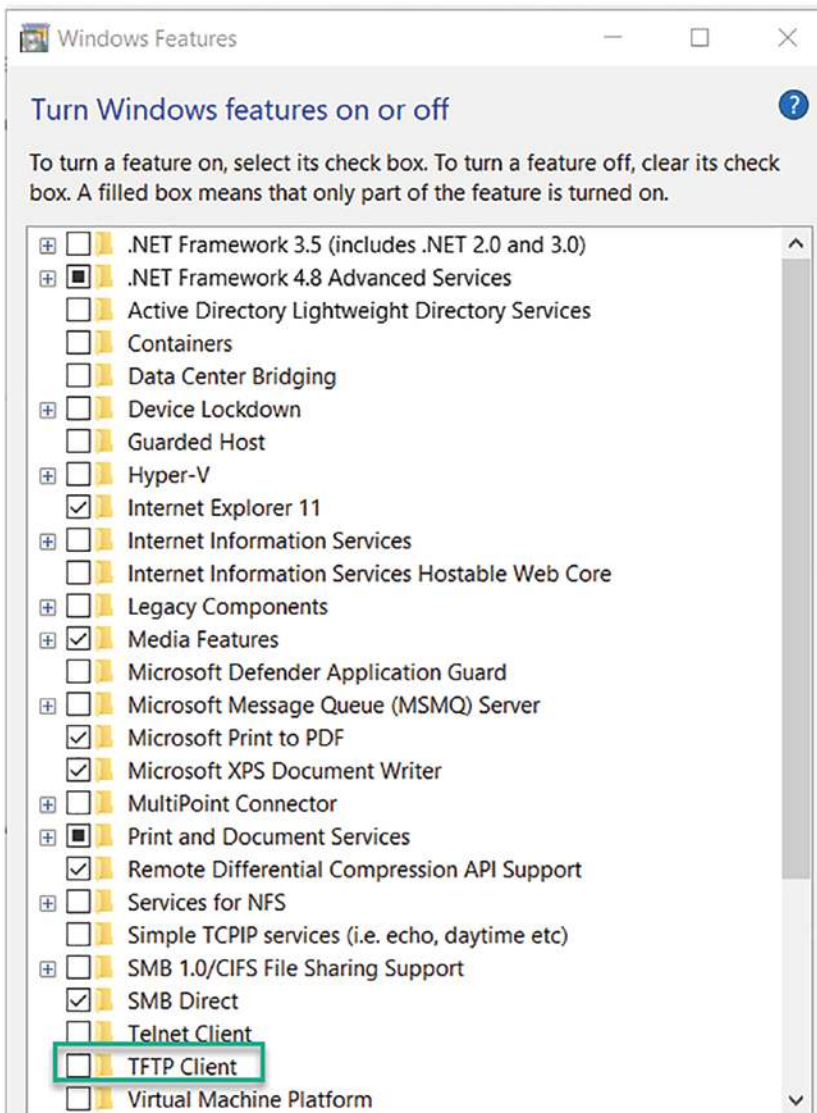 Windows Features
Turn Windows features on or off
?
To turn a feature on, select its check box. To turn a feature off, clear its check
box. A filled box means that only part of the feature is turned on.
.NET Framework 3.5 (includes .NET 2.0 and 3.0)
.NET Framework 4.8 Advanced Services
Active Directory Lightweight Directory Services
Containers
Data Center Bridging
Device Lockdown
Guarded Host
Hyper-V
Internet Explorer 11
Internet Information Services
Internet Information Services Hostable Web Core
Legacy Components
Media Features
Microsoft Defender Application Guard
Microsoft Message Queue (MSMQ) Server
Microsoft Print to PDF
Microsoft XPS Document Writer
MultiPoint Connector
Print and Document Services
Remote Differential Compression API Support
Services for NFS
Simple TCPIP services (i.e. echo, daytime etc)
SMB 1.0/CIFS File Sharing Support
SMB Direct
Telnet Client
TFTP Client
Virtual Machine Platform